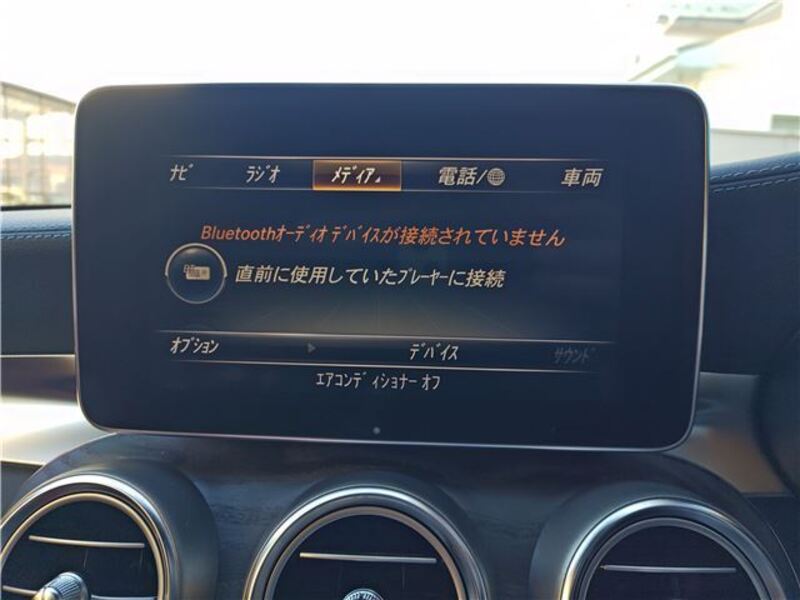 ﾅﾋﾞ ﾗｼﾞｵ ﾒﾃﾞｨｱ 電話/ 車両
Bluetoothｵｰﾃﾞｨｵ ﾃﾞﾊﾞｲｽが接続されていません
直前に使用していたﾌﾟﾚｰﾔｰに接続
ｵﾌﾟｼｮﾝ ﾃﾞﾊﾞｲｽ ｻｳﾝﾄﾞ
ｴｱｺﾝﾃﾞｨｼｮﾅｰ ｵﾌ